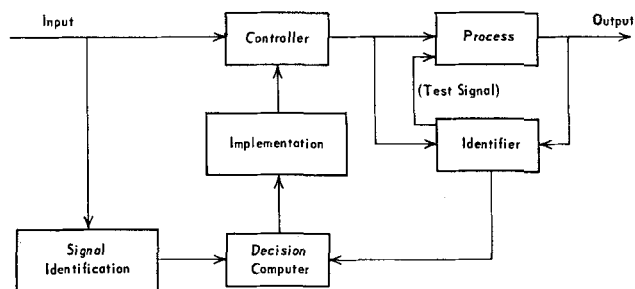 Input
Output
Controller
Process
(Test Signal)
Implementation
Identifier
Signal
Identification
Decision
Computer